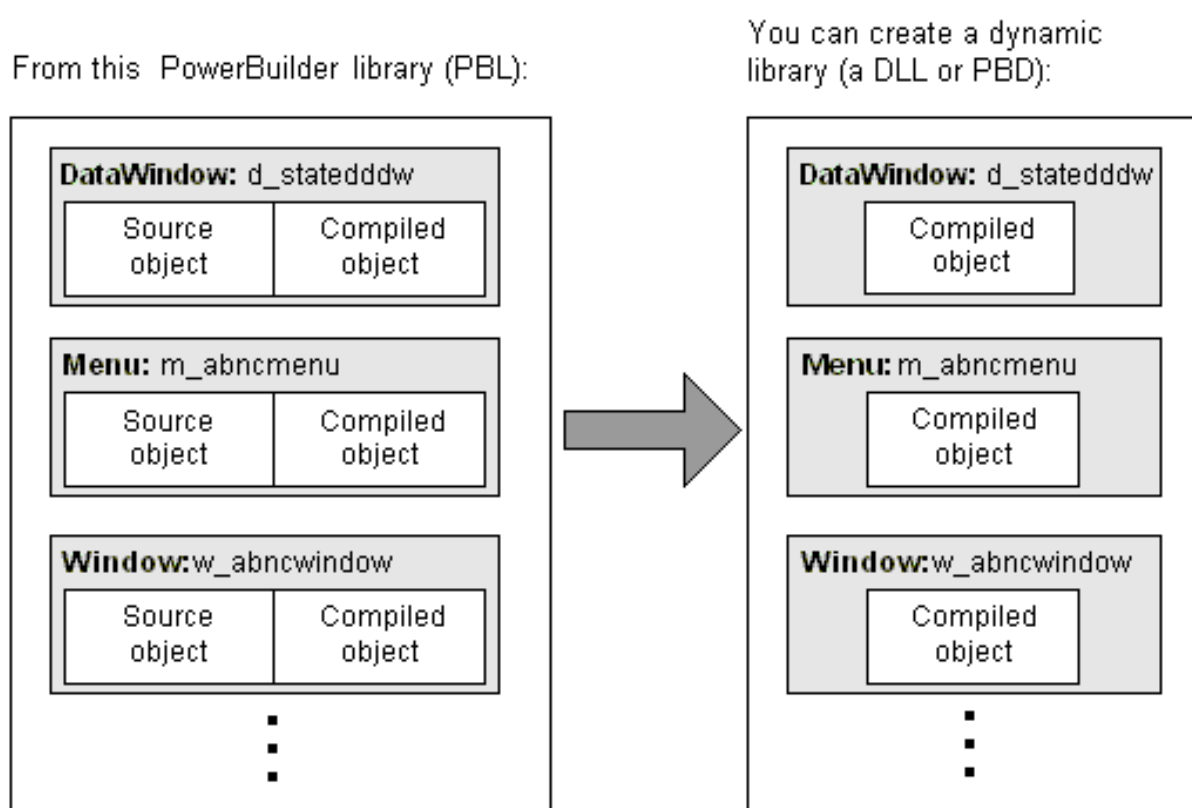 From this PowerBuilder library (PBL):
DataWindow: d_statedddw
Source
object
Compiled
object
Menu: m_abncmenu
Source
object
Compiled
object
Window:w_abncwindow
Source
object
Compiled
object
You can create a dynamic
library (a DLL or PBD):
DataWindow: d_statedddw
Compiled
object
Menu:m_abncmenu
Compiled
object
Window:w_abncwindow
Compiled
object